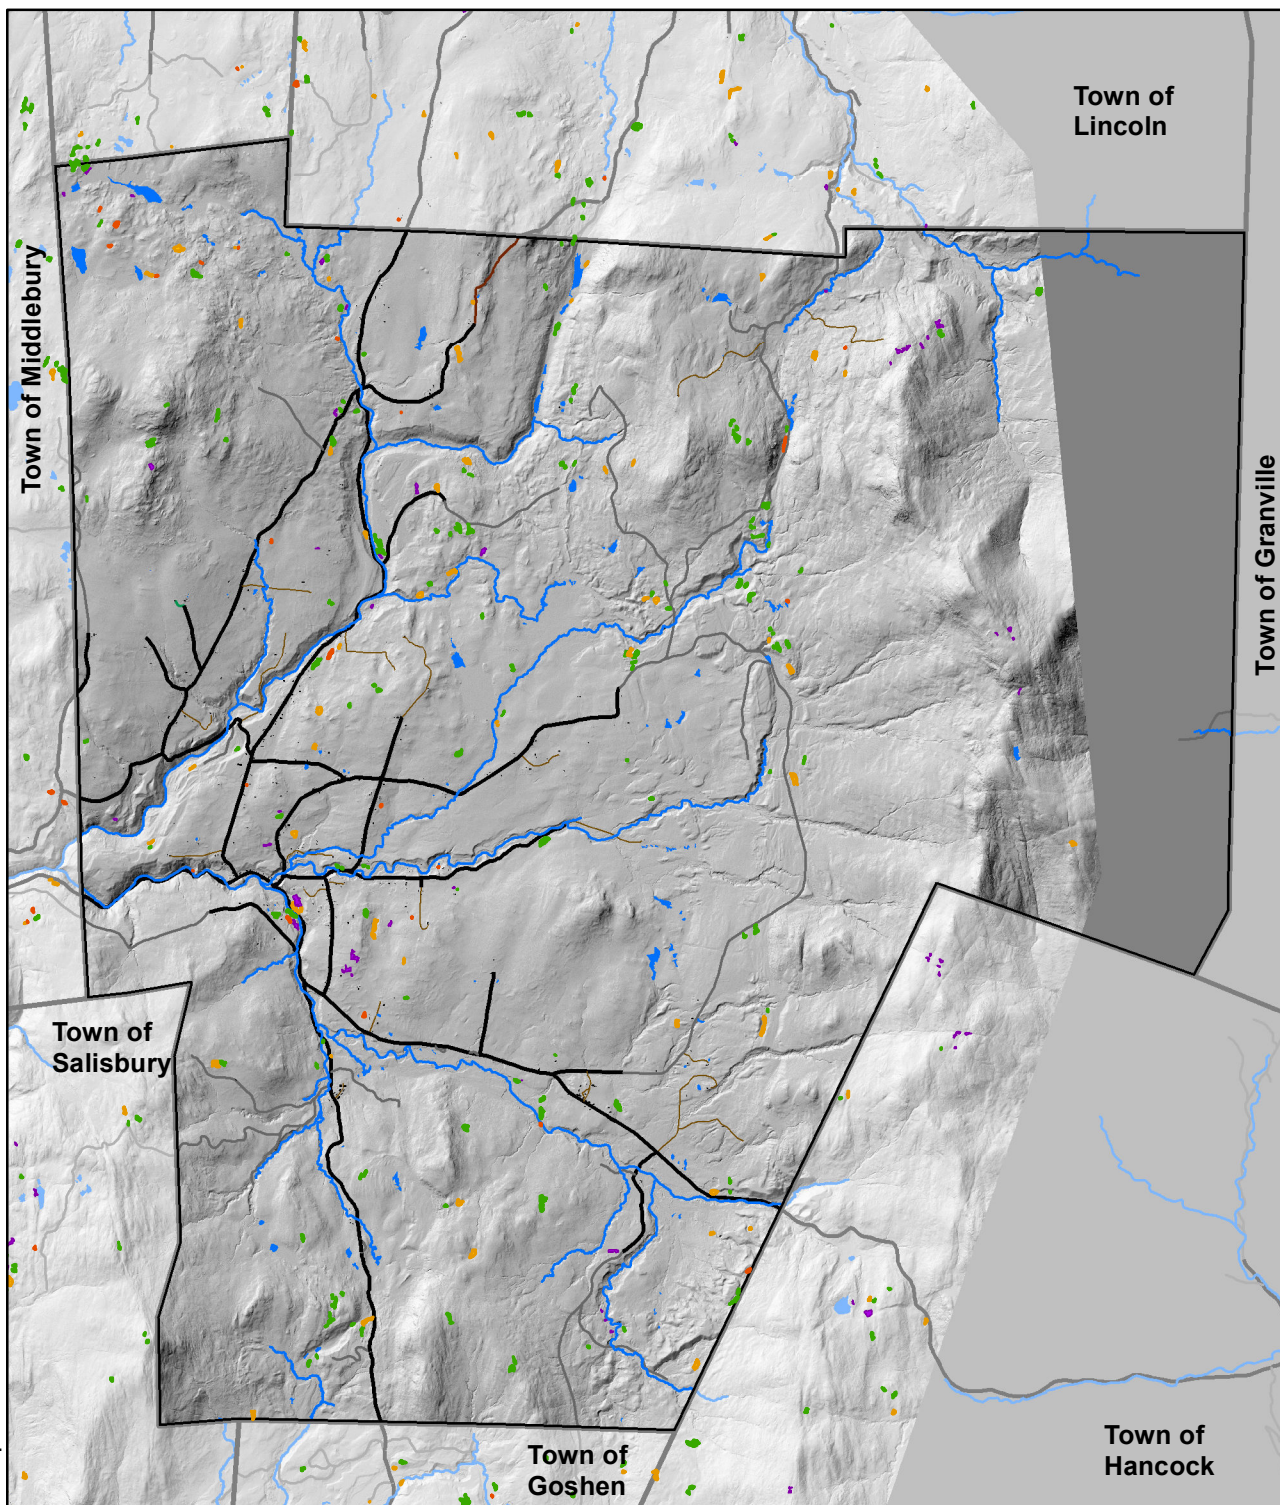 Town of
Lincoln
Town of Middlebury
Town of Granville
Town of
Salisbury
Town of
Goshen
Town of
Hancock